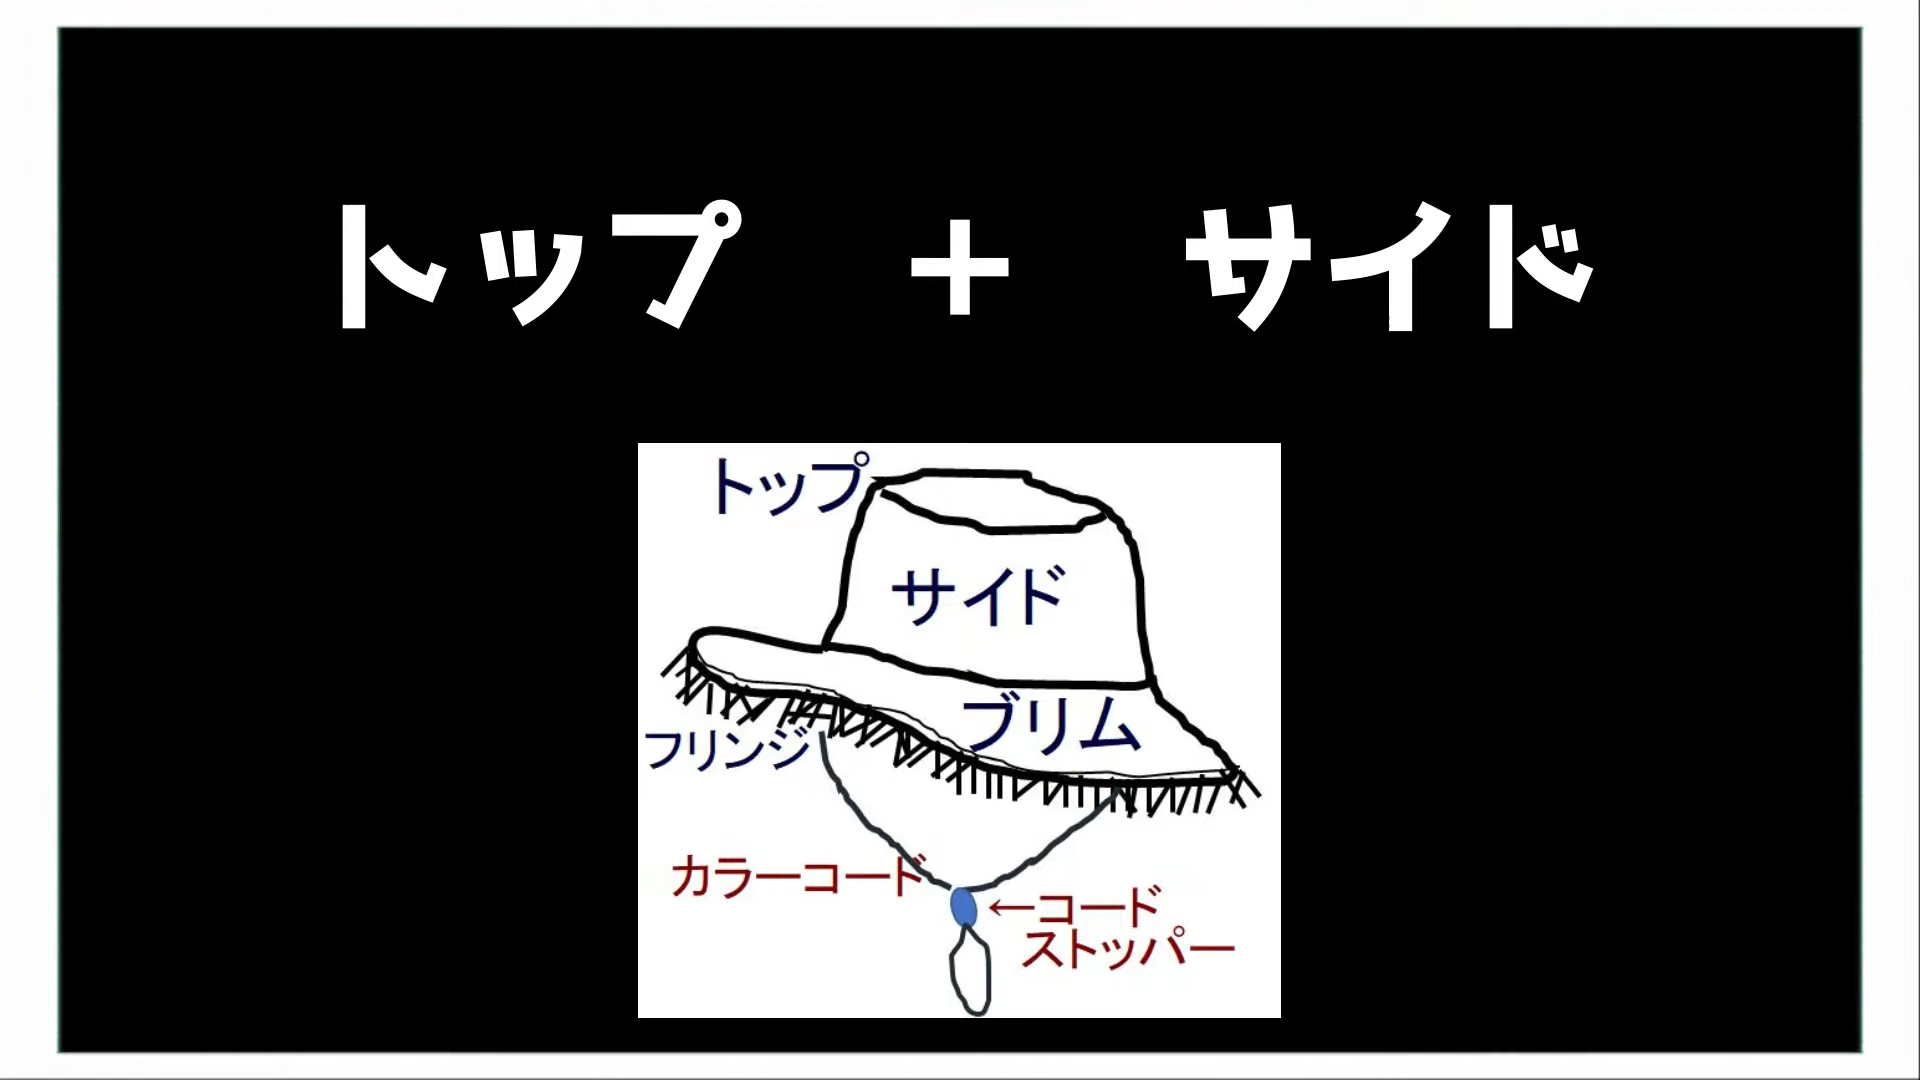 トップ + サイド
トップ
サイド
ブリム
フリンジ
カラーコード
←コード
ストッパー